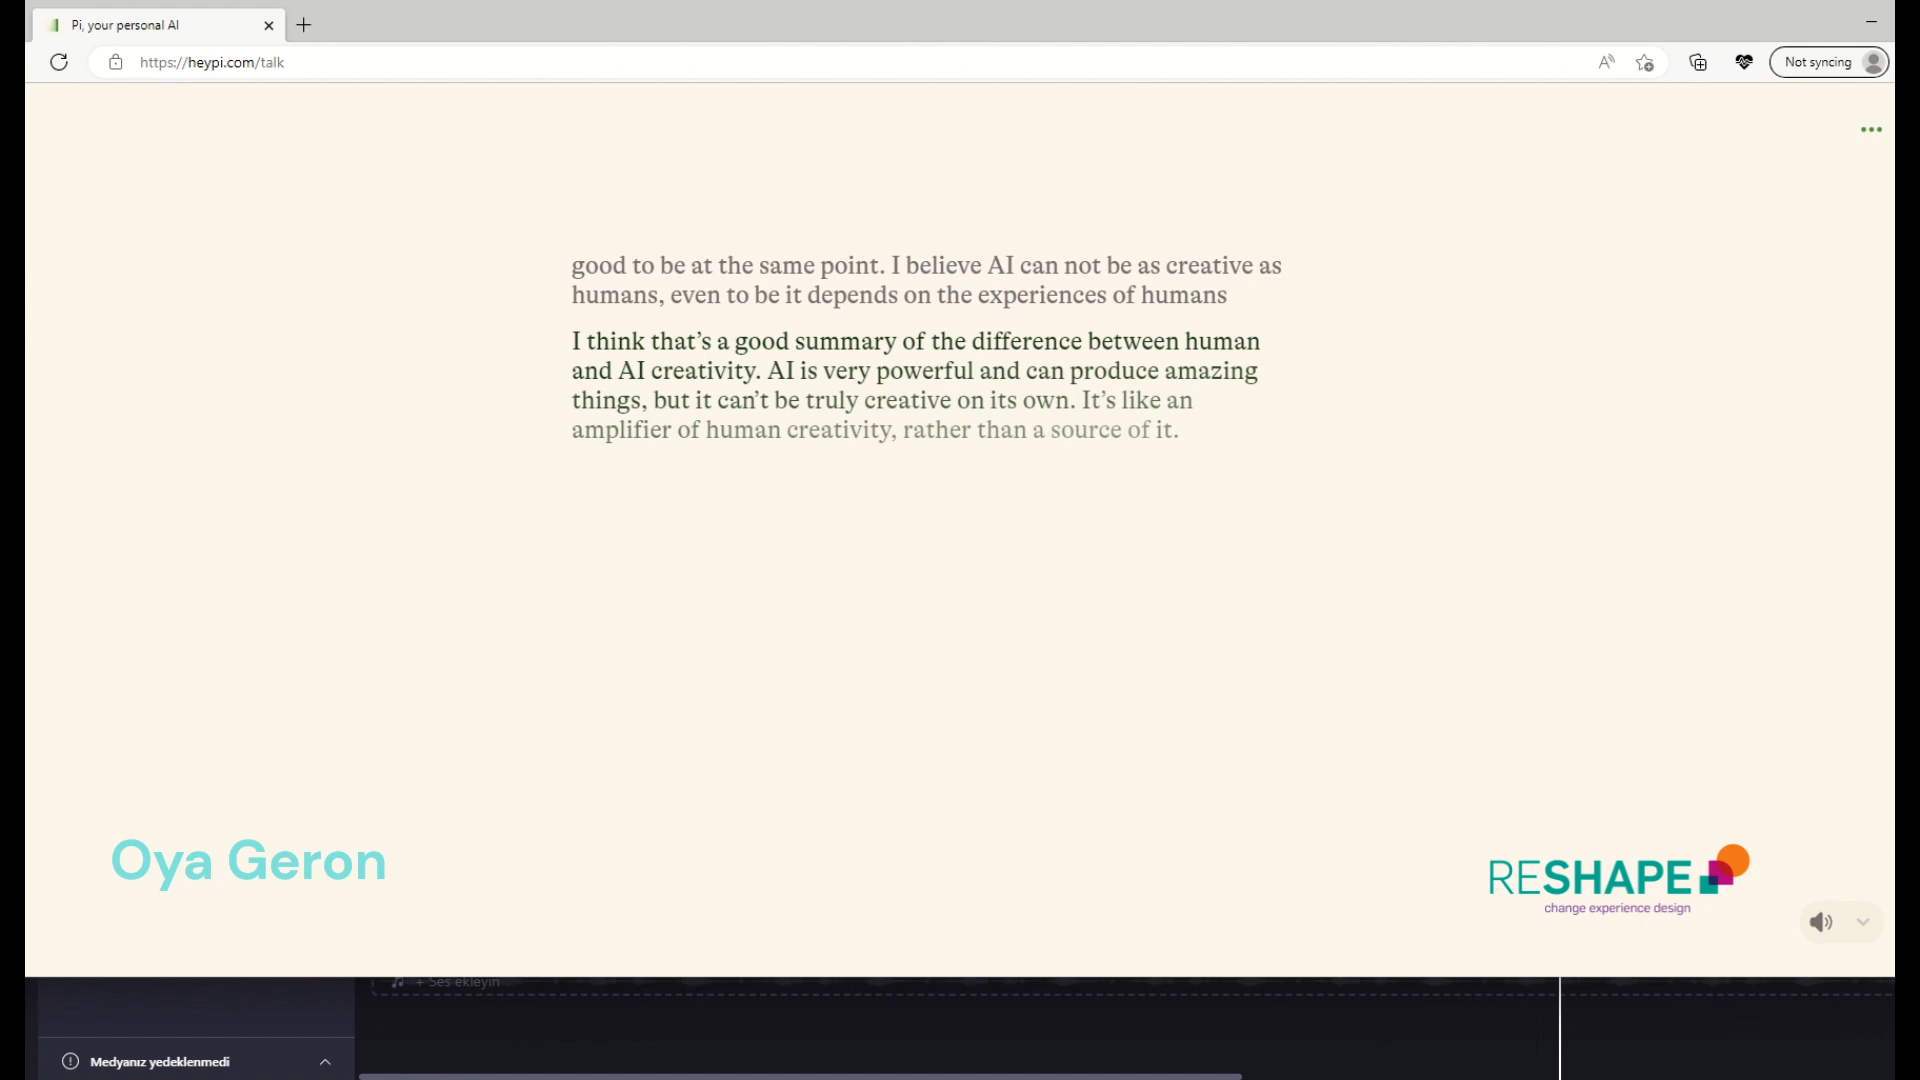 Pi, your personal AI
https://heypi.com/talk
Not syncing
good to be at the same point. I believe AI can not be as creative as
humans, even to be it depends on the experiences of humans
I think that’s a good summary of the difference between human
and AI creativity. AI is very powerful and can produce amazing
things, but it can’t be truly creative on its own. It’s like an
amplifier of human creativity, rather than a source of it.
Oya Geron
RESHAPE
change experience design
+ Ses ekleyin
Medyanız yedeklenmedi